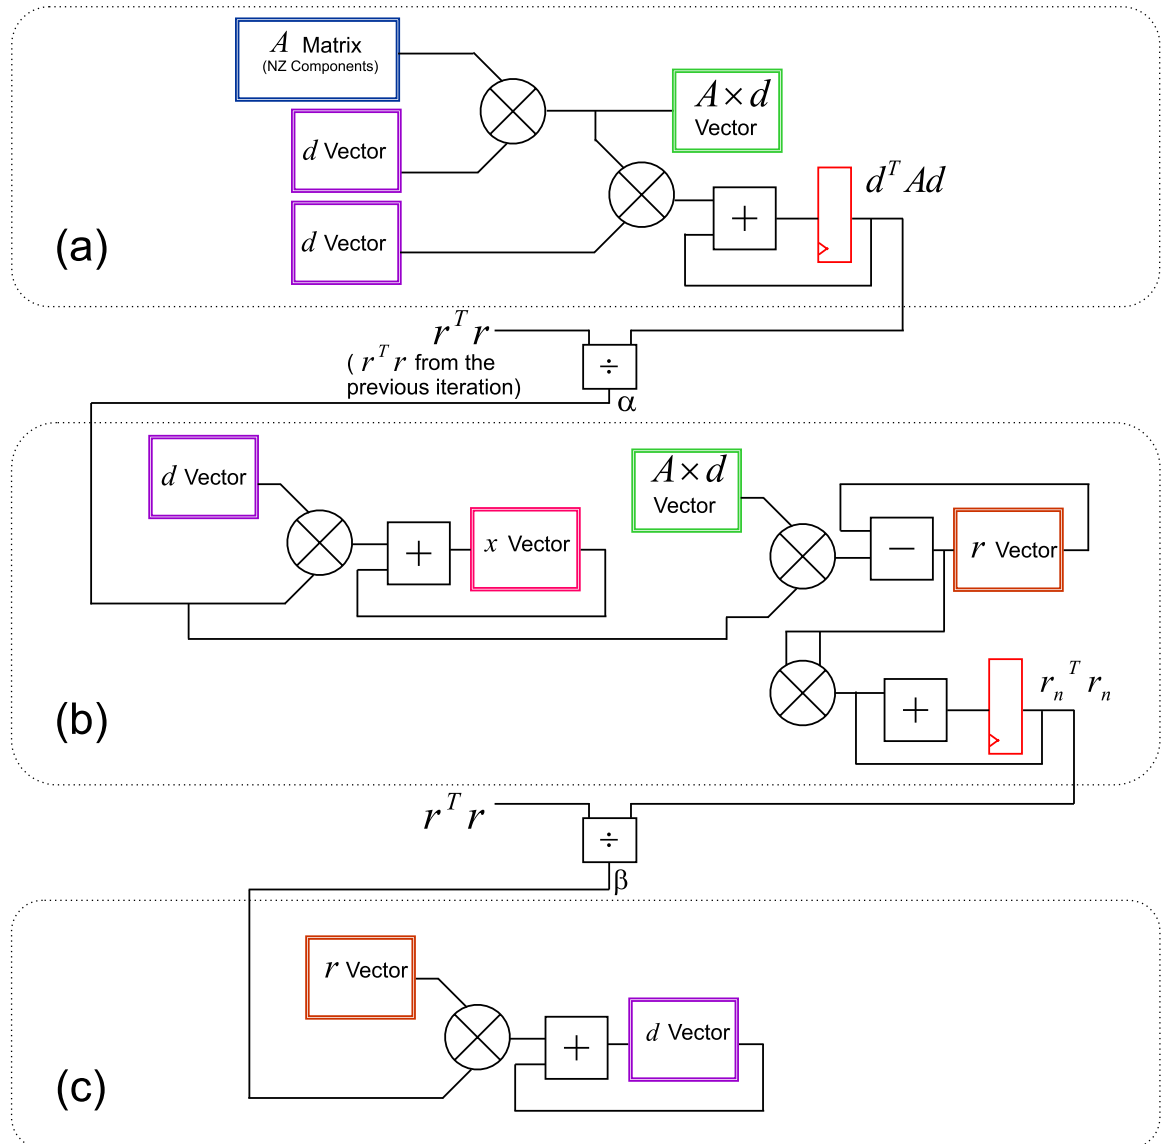 A Matrix
(NZ Components)
d Vector
A × d
Vector
d Vector
d^T Ad
(a)
+
r^T r
( r^T r from the
previous iteration)
÷
α
d Vector
A × d
Vector
+
x Vector
−
r Vector
(b)
+
r_n^T r_n
r^T r
÷
β
r Vector
+
d Vector
(c)